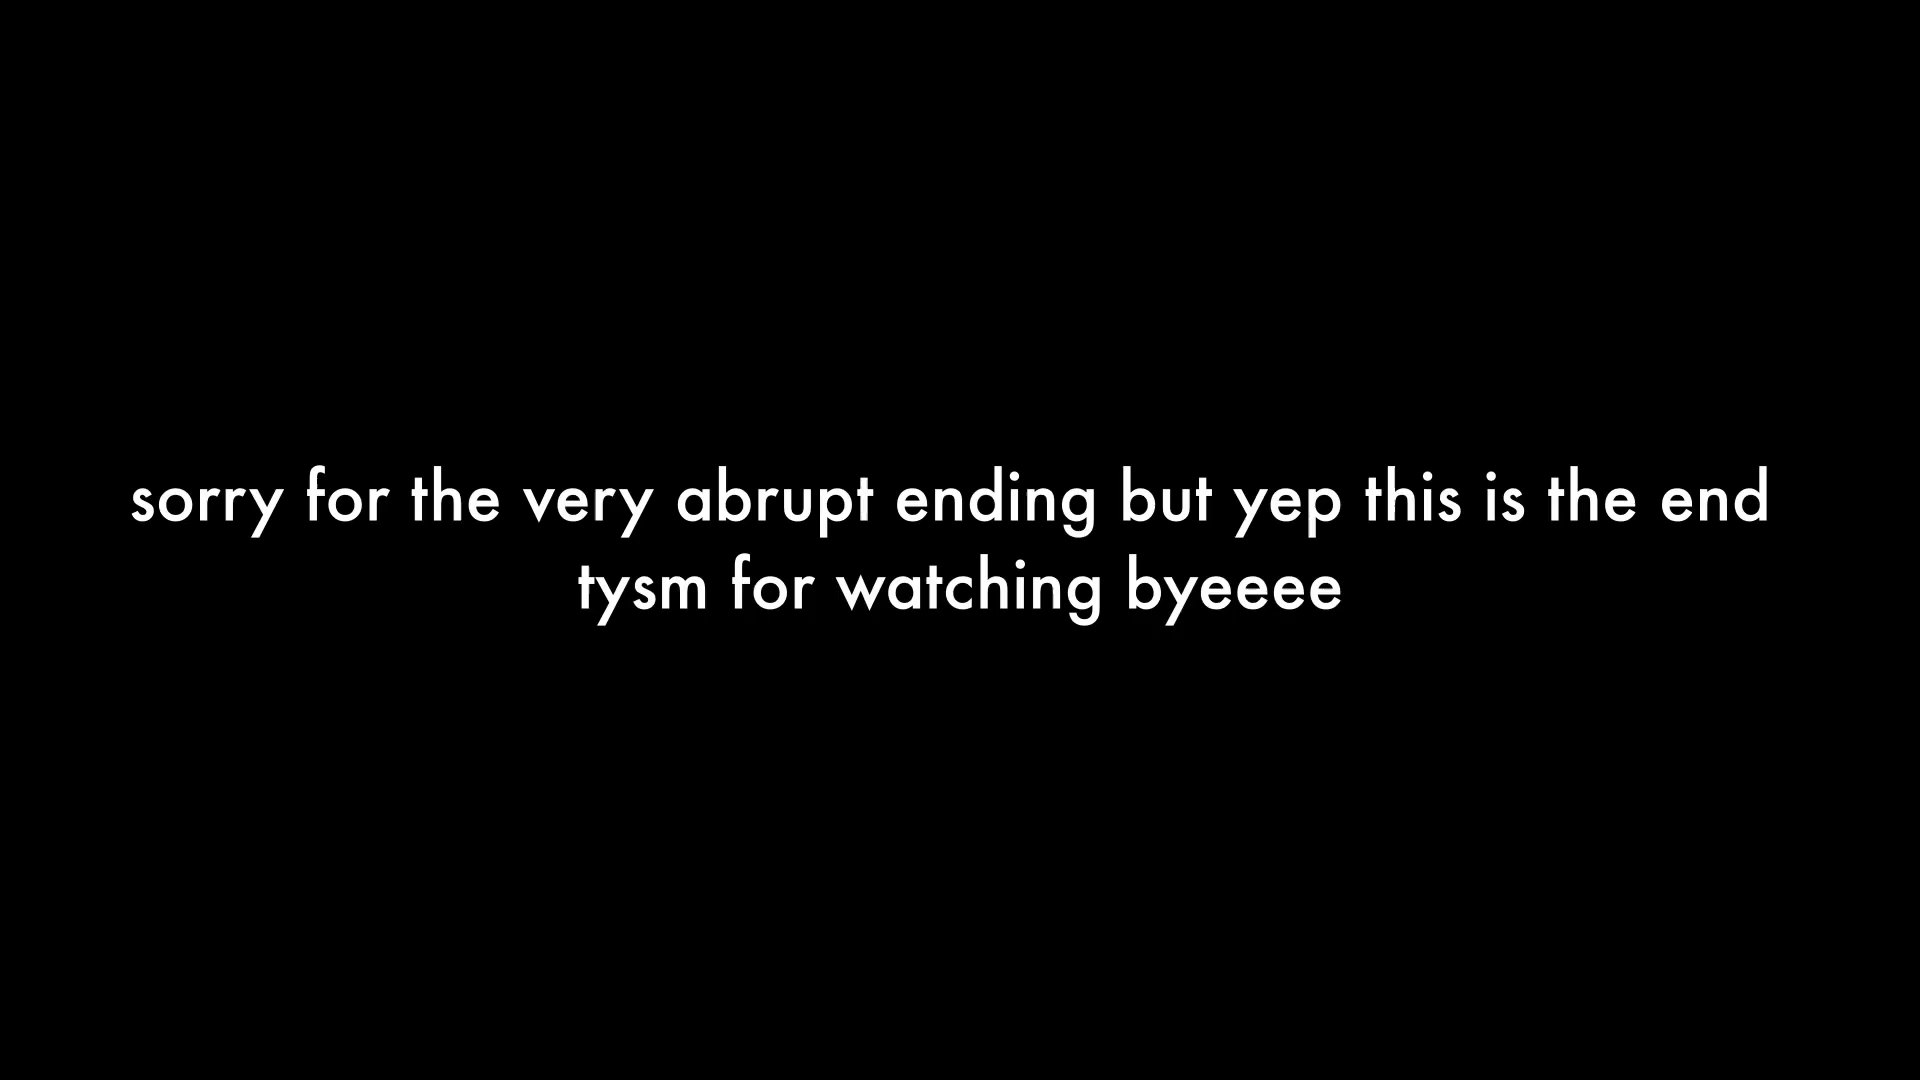 sorry for the very abrupt ending but yep this is the end
tysm for watching byeeee